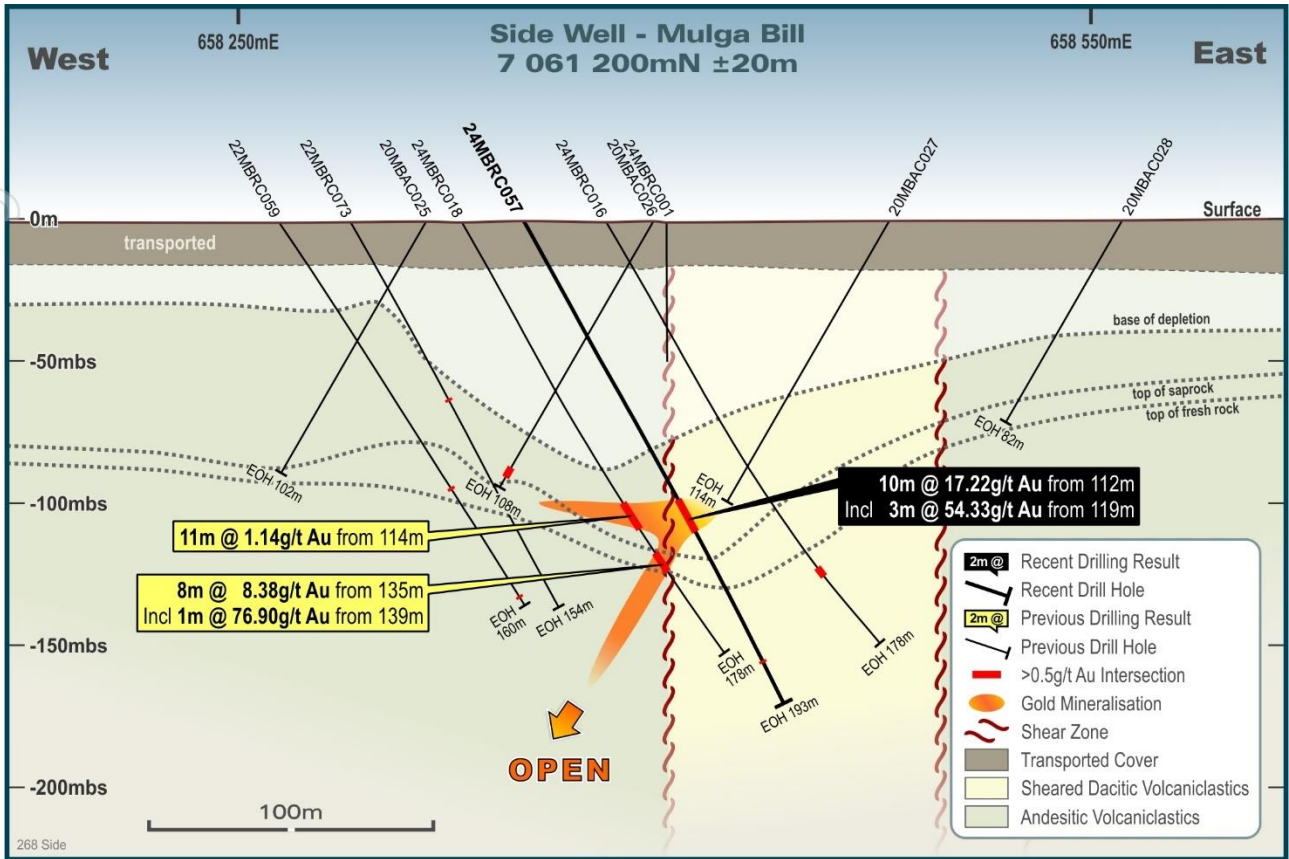 658 250mE
Side Well - Mulga Bill
7 061 200mN ±20m
658 550mE
West
East
22MBRC059
22MBRC073
20MBAC025
24MBRC018
24MBRC057
24MBRC016
20MBAC026
24MBRC001
20MBAC027
20MBAC028
0m
Surface
transported
base of depletion
-50mbs
top of saprock
top of fresh rock
EOH 82m
EOH 102m
EOH 108m
EOH
114m
10m @ 17.22g/t Au from 112m
Incl 3m @ 54.33g/t Au from 119m
-100mbs
11m @ 1.14g/t Au from 114m
8m @ 8.38g/t Au from 135m
Incl 1m @ 76.90g/t Au from 139m
EOH
160m
EOH 154m
-150mbs
EOH
178m
EOH 178m
EOH 193m
OPEN
-200mbs
100m
2m @ Recent Drilling Result
Recent Drill Hole
2m @ Previous Drilling Result
Previous Drill Hole
>0.5g/t Au Intersection
Gold Mineralisation
Shear Zone
Transported Cover
Sheared Dacitic Volcaniclastics
Andesitic Volcaniclastics
268 Side